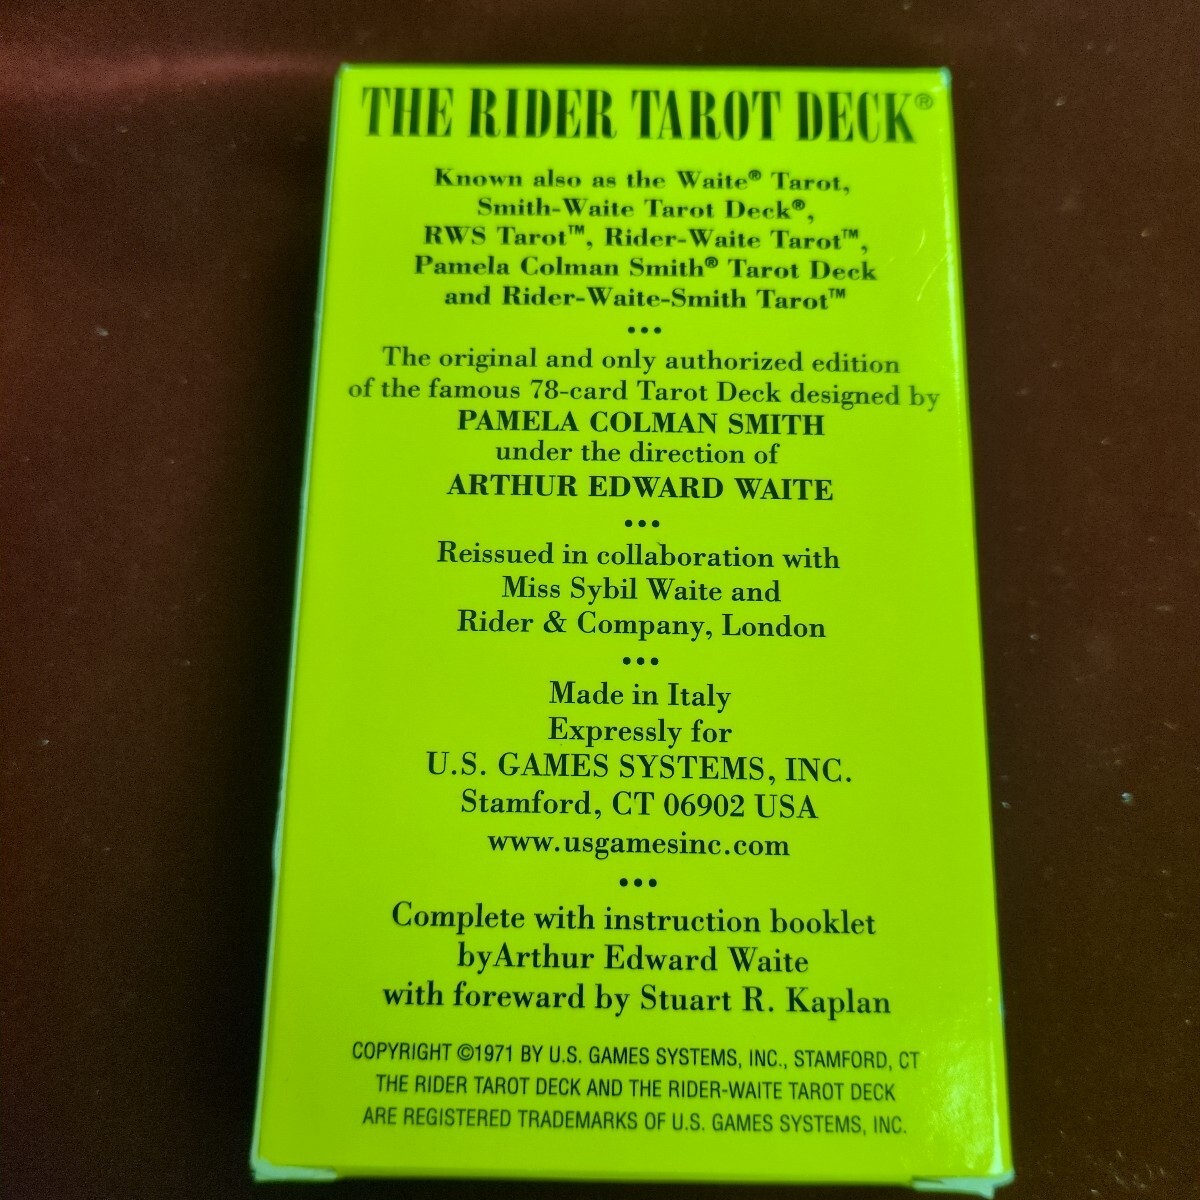 THE RIDER TAROT DECK®
Known also as the Waite® Tarot,
Smith-Waite Tarot Deck®,
RWS Tarot™, Rider-Waite Tarot™,
Pamela Colman Smith® Tarot Deck
and Rider-Waite-Smith Tarot™
•••
The original and only authorized edition
of the famous 78-card Tarot Deck designed by
PAMELA COLMAN SMITH
under the direction of
ARTHUR EDWARD WAITE
•••
Reissued in collaboration with
Miss Sybil Waite and
Rider & Company, London
•••
Made in Italy
Expressly for
U.S. GAMES SYSTEMS, INC.
Stamford, CT 06902 USA
www.usgamesinc.com
•••
Complete with instruction booklet
byArthur Edward Waite
with foreward by Stuart R. Kaplan
COPYRIGHT ©1971 BY U.S. GAMES SYSTEMS, INC., STAMFORD, CT
THE RIDER TAROT DECK AND THE RIDER-WAITE TAROT DECK
ARE REGISTERED TRADEMARKS OF U.S. GAMES SYSTEMS, INC.